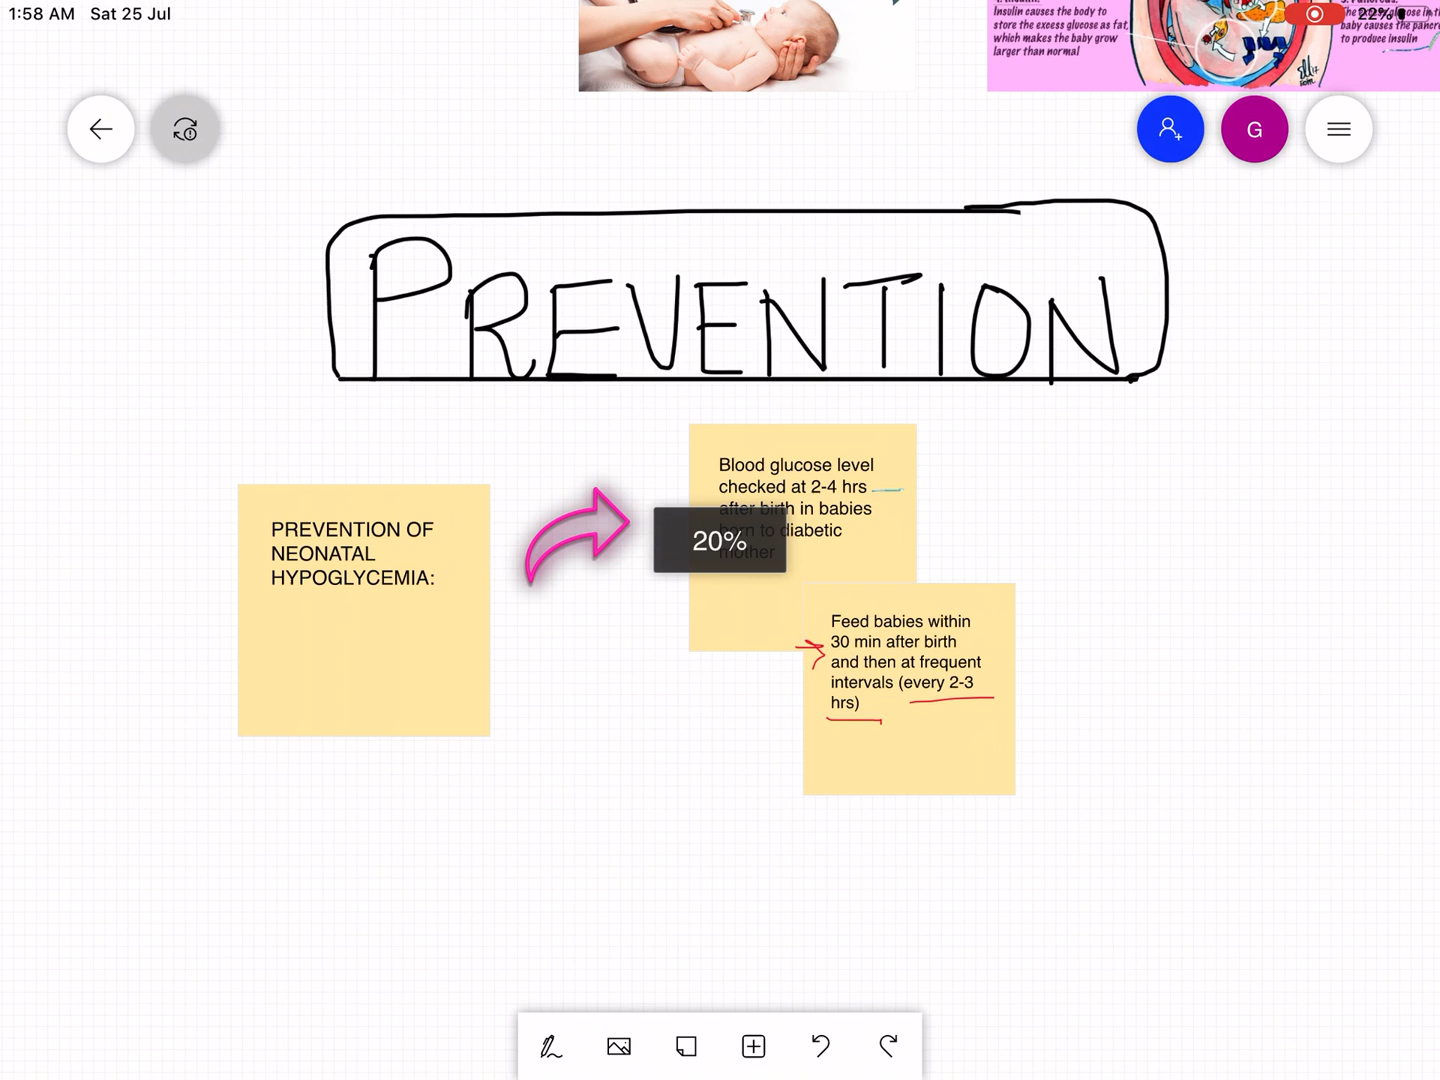 1:58 AM Sat 25 Jul
22%
Insulin causes the body to
store the excess glucose as fat,
which makes the baby grow
larger than normal
baby causes the
to produce insulin
G
PREVENTION
PREVENTION OF
NEONATAL
HYPOGLYCEMIA:
Blood glucose level
checked at 2-4 hrs
after birth in babies
born to diabetic
mother
20%
Feed babies within
30 min after birth
and then at frequent
intervals (every 2-3
hrs)